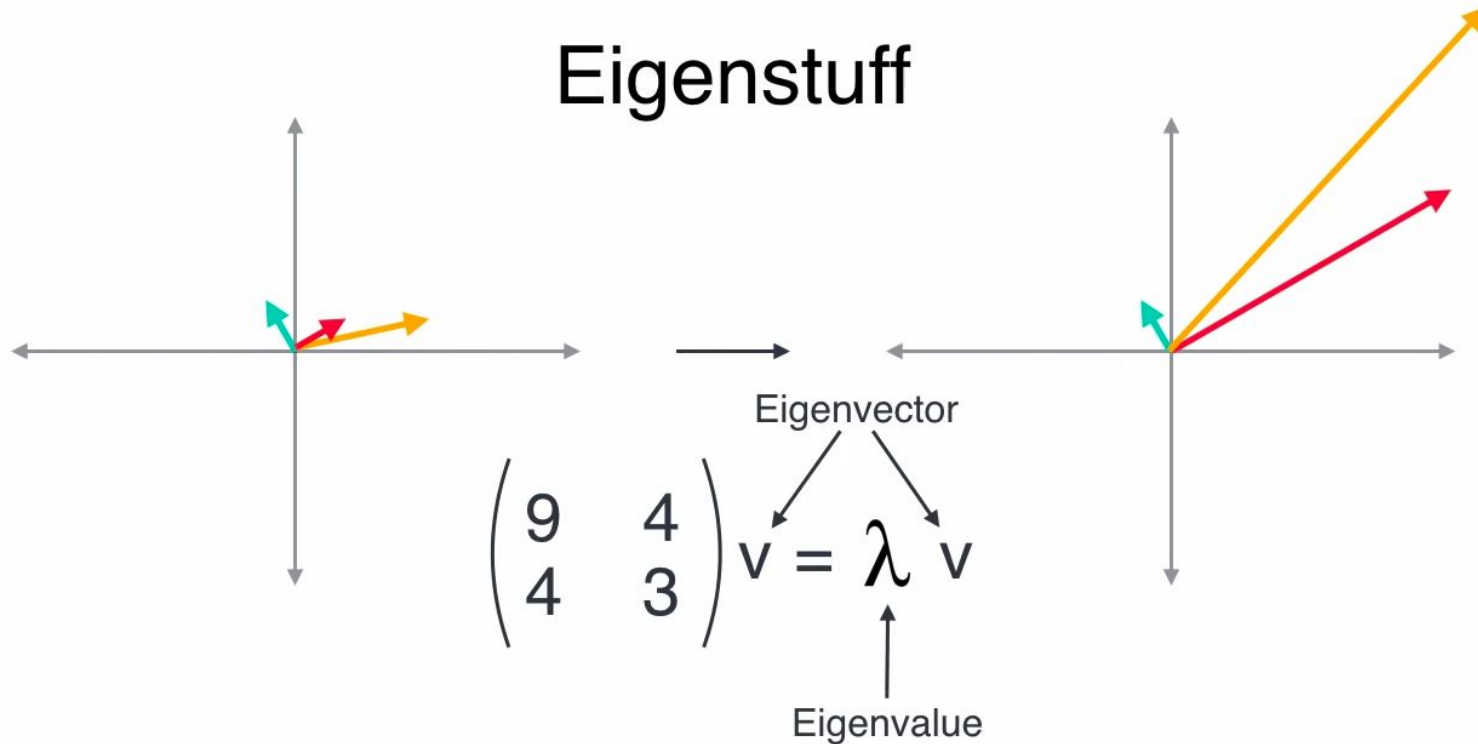 Eigenstuff
Eigenvector
9 4
4 3
v = λ v
Eigenvalue